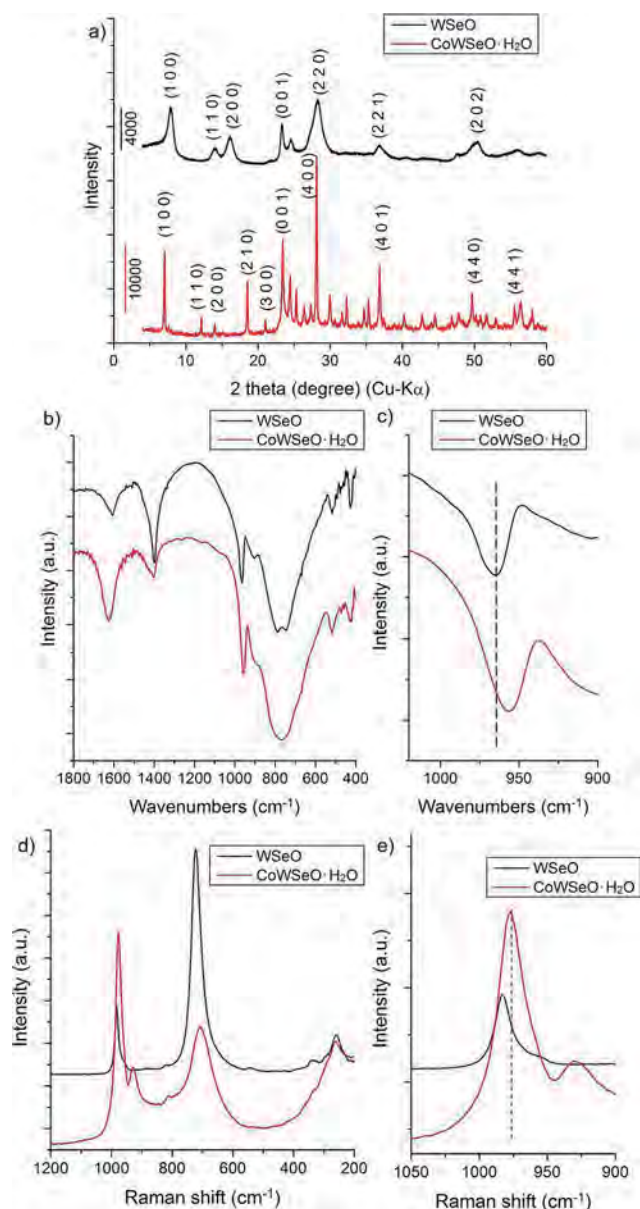 a)
WSeO
CoWSeO·H₂O
4000
(1 0 0)
(1 1 0)
(2 0 0)
(0 0 1)
(2 2 0)
(2 2 1)
(2 0 2)
Intensity
10000
(1 0 0)
(1 1 0)
(2 0 0)
(2 1 0)
(3 0 0)
(0 0 1)
(4 0 0)
(4 0 1)
(4 4 0)
(4 4 1)
0 10 20 30 40 50 60
2 theta (degree) (Cu-Kα)
b)
WSeO
CoWSeO·H₂O
Intensity (a.u.)
1800 1600 1400 1200 1000 800 600 400
Wavenumbers (cm⁻¹)
c)
WSeO
CoWSeO·H₂O
Intensity (a.u.)
1000 950 900
Wavenumbers (cm⁻¹)
d)
WSeO
CoWSeO·H₂O
Intensity (a.u.)
1200 1000 800 600 400 200
Raman shift (cm⁻¹)
e)
WSeO
CoWSeO·H₂O
Intensity (a.u.)
1050 1000 950 900
Raman shift (cm⁻¹)